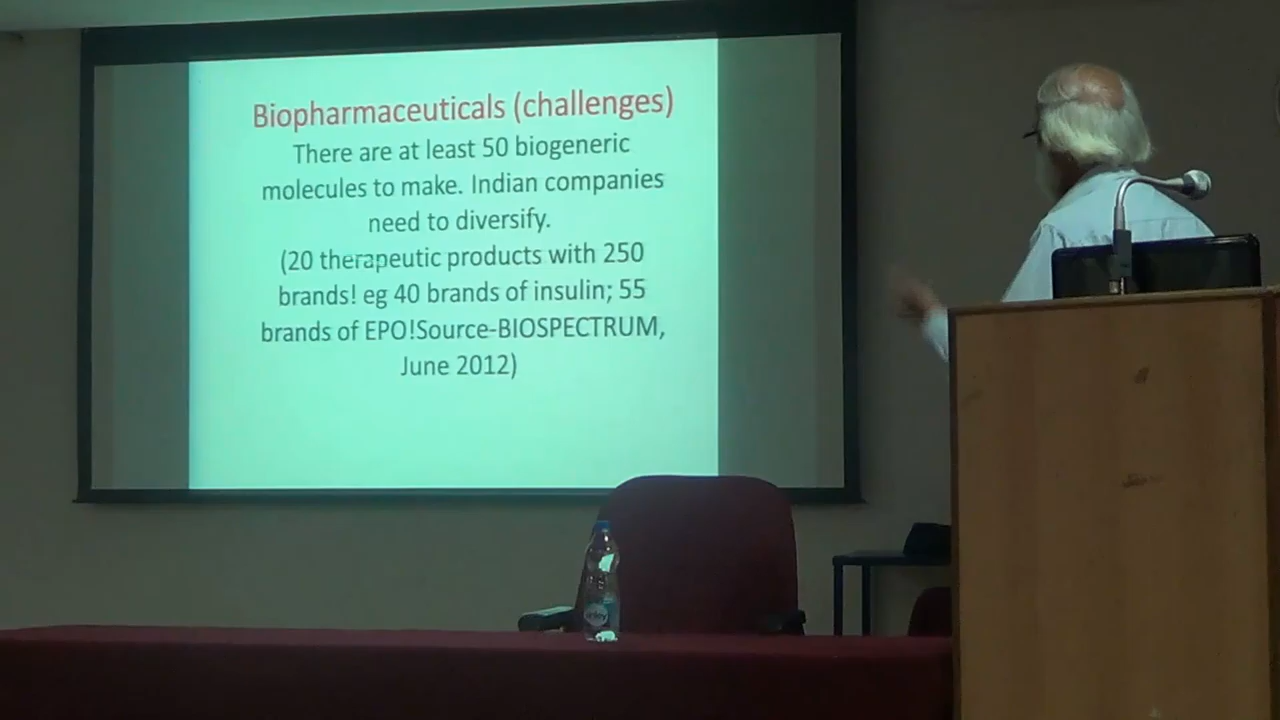 Biopharmaceuticals (challenges)
There are at least 50 biogeneric
molecules to make. Indian companies
need to diversify.
(20 therapeutic products with 250
brands! eg 40 brands of insulin; 55
brands of EPO!Source-BIOSPECTRUM,
June 2012)